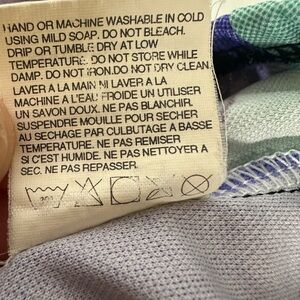 HAND OR MACHINE WASHABLE IN COLD
USING MILD SOAP. DO NOT BLEACH.
DRIP OR TUMBLE DRY AT LOW
TEMPERATURE. DO NOT STORE WHILE
DAMP. DO NOT IRON.DO NOT DRY CLEAN.
LAVER A LA MAIN NI LAVER A LA
MACHINE A L'EAU FROIDE UN UTILISER
UN SAVON DOUX. NE PAS BLANCHIR.
SUSPENDRE MOUILLE POUR SECHER
AU SECHAGE PAR CULBUTAGE A BASSE
TEMPERATURE. NE PAS REMISER
SI C'EST HUMIDE. NE PAS NETTOYER A
SEC. NE PAS REPASSER.